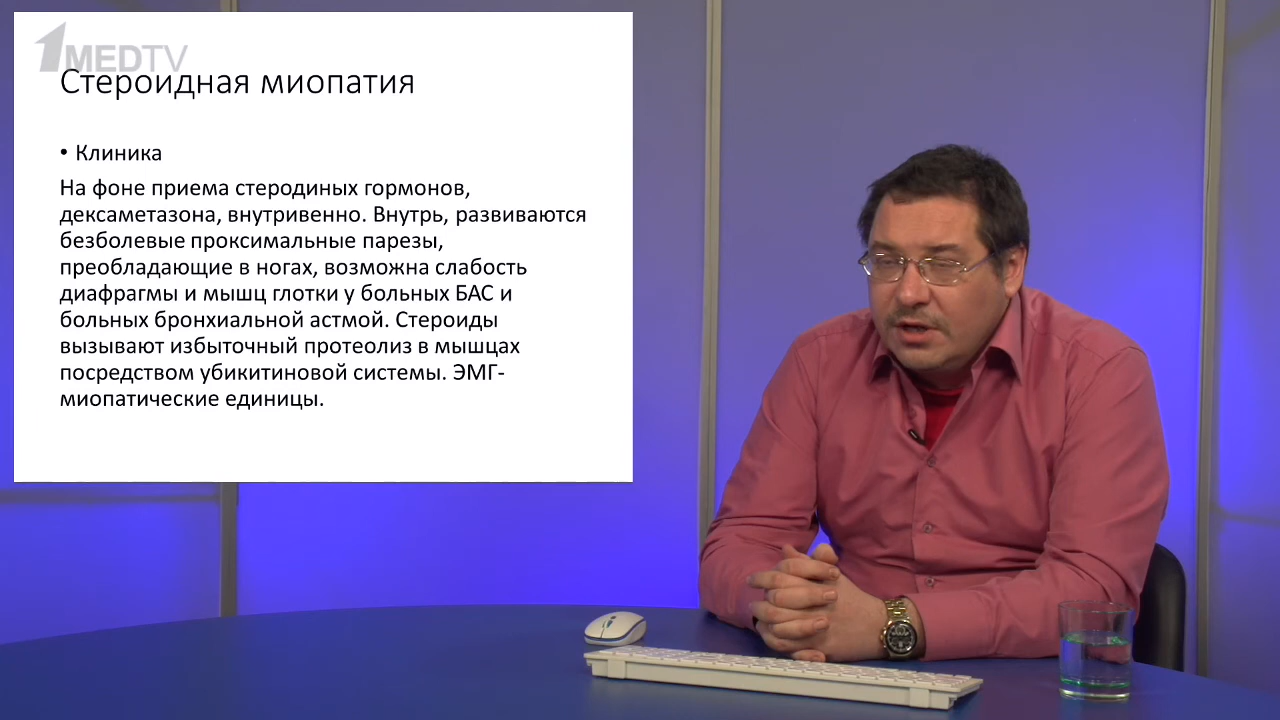 1MEDTV
Стероидная миопатия
• Клиника
На фоне приема стеродиных гормонов,
дексаметазона, внутривенно. Внутрь, развиваются
безболевые проксимальные парезы,
преобладающие в ногах, возможна слабость
диафрагмы и мышц глотки у больных БАС и
больных бронхиальной астмой. Стероиды
вызывают избыточный протеолиз в мышцах
посредством убикитиновой системы. ЭМГ-
миопатические единицы.